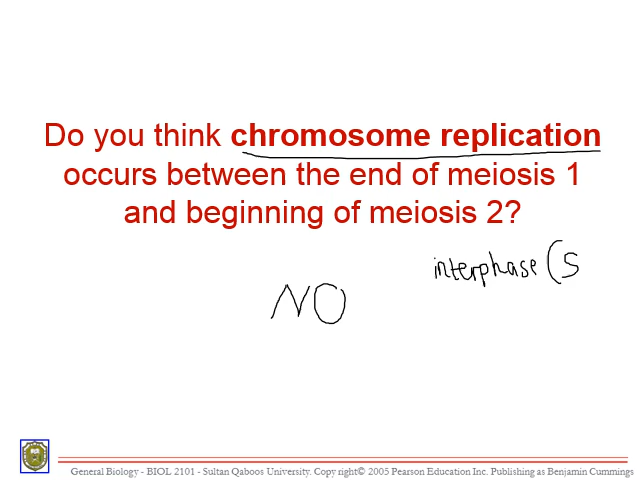 Do you think chromosome replication
occurs between the end of meiosis 1
and beginning of meiosis 2?
interphase (S
NO
General Biology - BIOL 2101 - Sultan Qaboos University. Copy right© 2005 Pearson Education Inc. Publishing as Benjamin Cummings